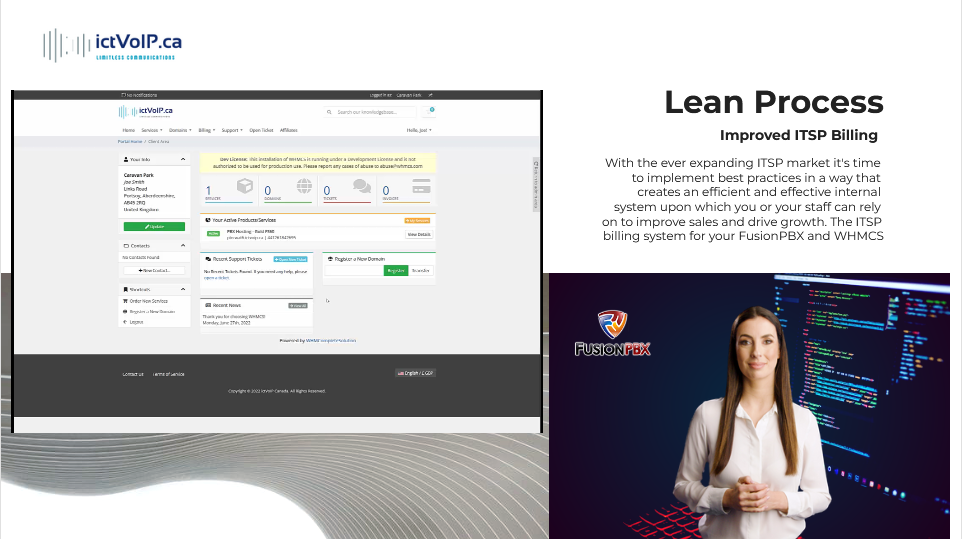 ictVoIP.ca
LIMITLESS COMMUNICATIONS
Lean Process
Improved ITSP Billing
With the ever expanding ITSP market it's time
to implement best practices in a way that
creates an efficient and effective internal
system upon which you or your staff can rely
on to improve sales and drive growth. The ITSP
billing system for your FusionPBX and WHMCS
No Notifications
Logged in as: Caravan Park
ictVoIP.ca
Search our knowledgebase...
0
Home Services Domains Billing Support Open Ticket Affiliates
Hello, Joe!
Portal Home / Client Area
Your Info
Caravan Park
Joe Smith
Links Road
Portsoy, Aberdeenshire,
AB45 2RQ
United Kingdom
Update
Contacts
No Contacts Found
New Contact...
Shortcuts
Order New Services
Register a New Domain
Logout
Dev License: This installation of WHMCS is running under a Development License and is not
authorized to be used for production use. Please report any cases of abuse to abuse@whmcs.com
1
SERVICES
0
DOMAINS
0
TICKETS
0
INVOICES
Your Active Products/Services
My Services
Active
PBX Hosting - Gold
View Details
Recent Support Tickets
Open New Ticket
No Recent Tickets Found. If you need any help, please
open a ticket.
Register a New Domain
Register Transfer
Recent News
View All
Thank you for choosing WHMCS!
Monday, June 27th, 2022
Powered by WHMCompleteSolution
Contact Us Terms of Service
English / £ GBP
Copyright © 2022 ictVoIP Canada. All Rights Reserved.
FUSIONPBX